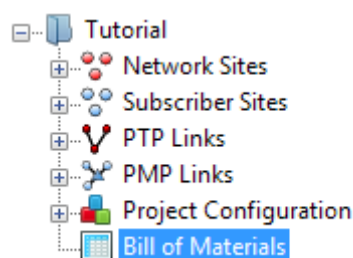 Tutorial
Network Sites
Subscriber Sites
PTP Links
PMP Links
Project Configuration
Bill of Materials